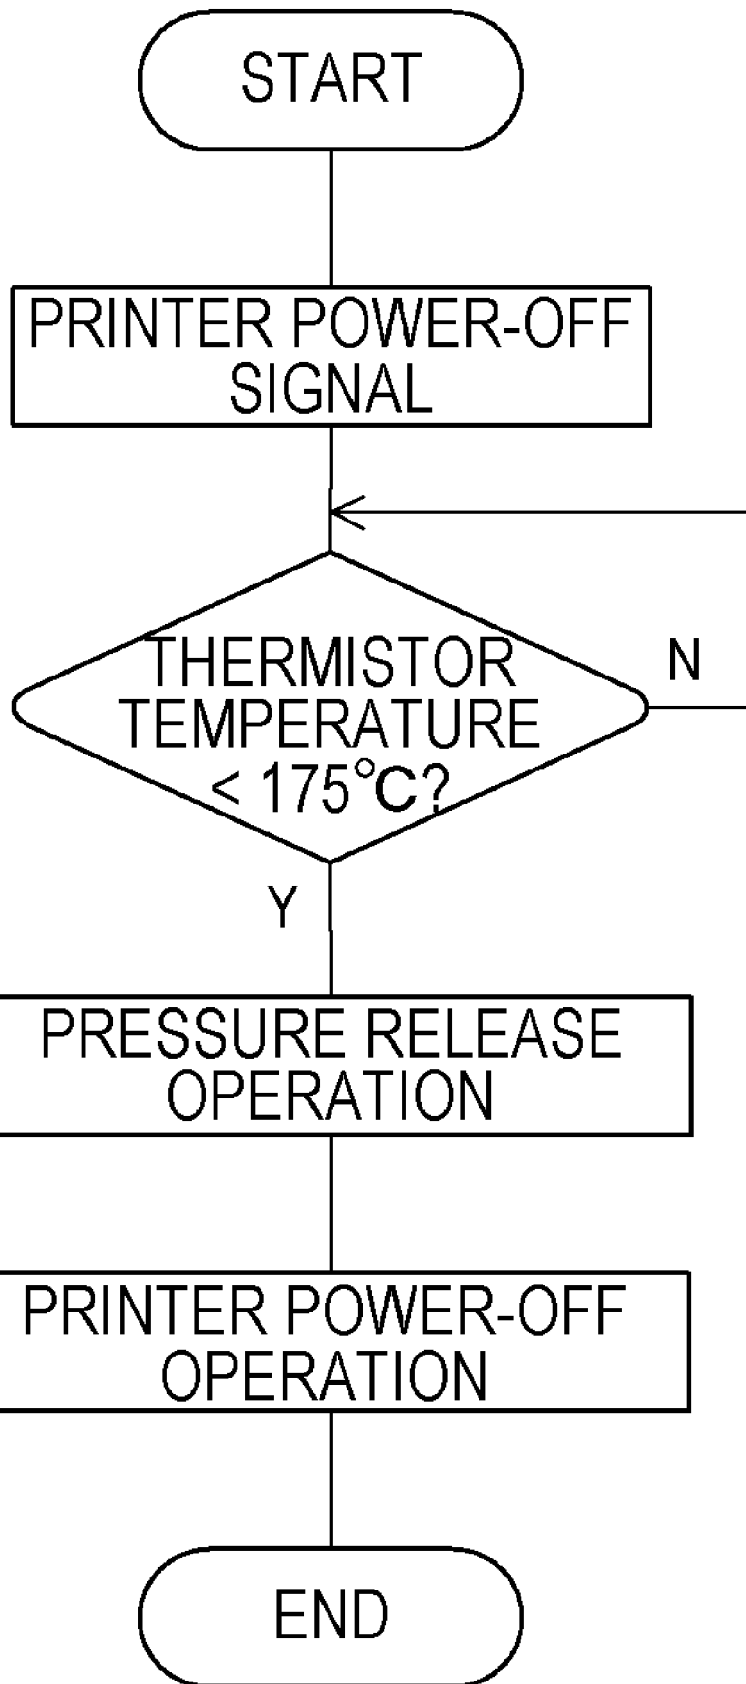 START
PRINTER POWER-OFF
SIGNAL
THERMISTOR
N
TEMPERATURE
< 175°C?
Y
PRESSURE RELEASE
OPERATION
PRINTER POWER-OFF
OPERATION
END